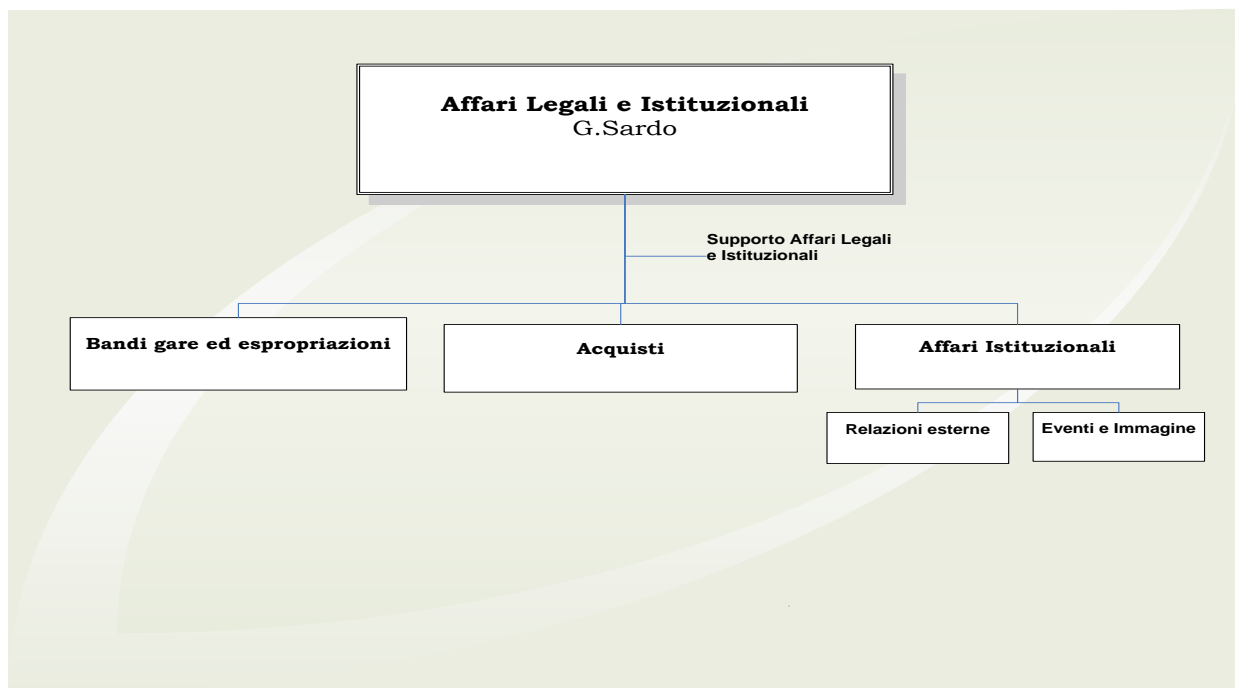 Affari Legali e Istituzionali
G.Sardo
Supporto Affari Legali
e Istituzionali
Bandi gare ed espropriazioni
Acquisti
Affari Istituzionali
Relazioni esterne
Eventi e Immagine